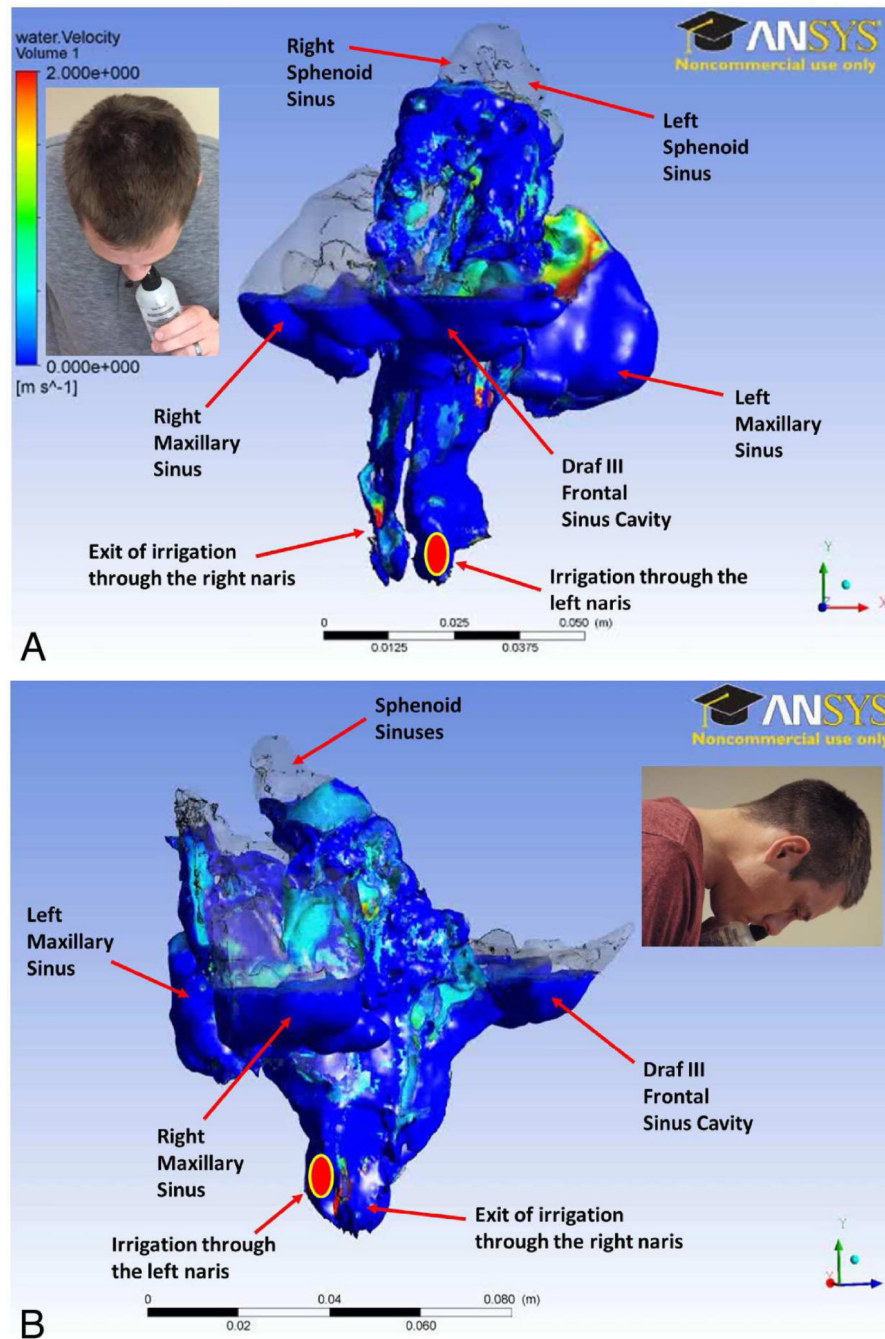 water.Velocity
Volume 1
2.000e+000
0.000e+000
[m s^-1]
Right
Sphenoid
Sinus
ANSYS
Noncommercial use only
Left
Sphenoid
Sinus
Right
Maxillary
Sinus
Left
Maxillary
Sinus
Draf III
Frontal
Sinus Cavity
Exit of irrigation
through the right naris
Irrigation through the
left naris
0 0.025 0.050 (m)
0.0125 0.0375
Y
X
Z
A
Sphenoid
Sinuses
ANSYS
Noncommercial use only
Left
Maxillary
Sinus
Draf III
Frontal
Sinus Cavity
Right
Maxillary
Sinus
Irrigation through
the left naris
Exit of irrigation
through the right naris
0 0.04 0.080 (m)
0.02 0.060
Y
X
B